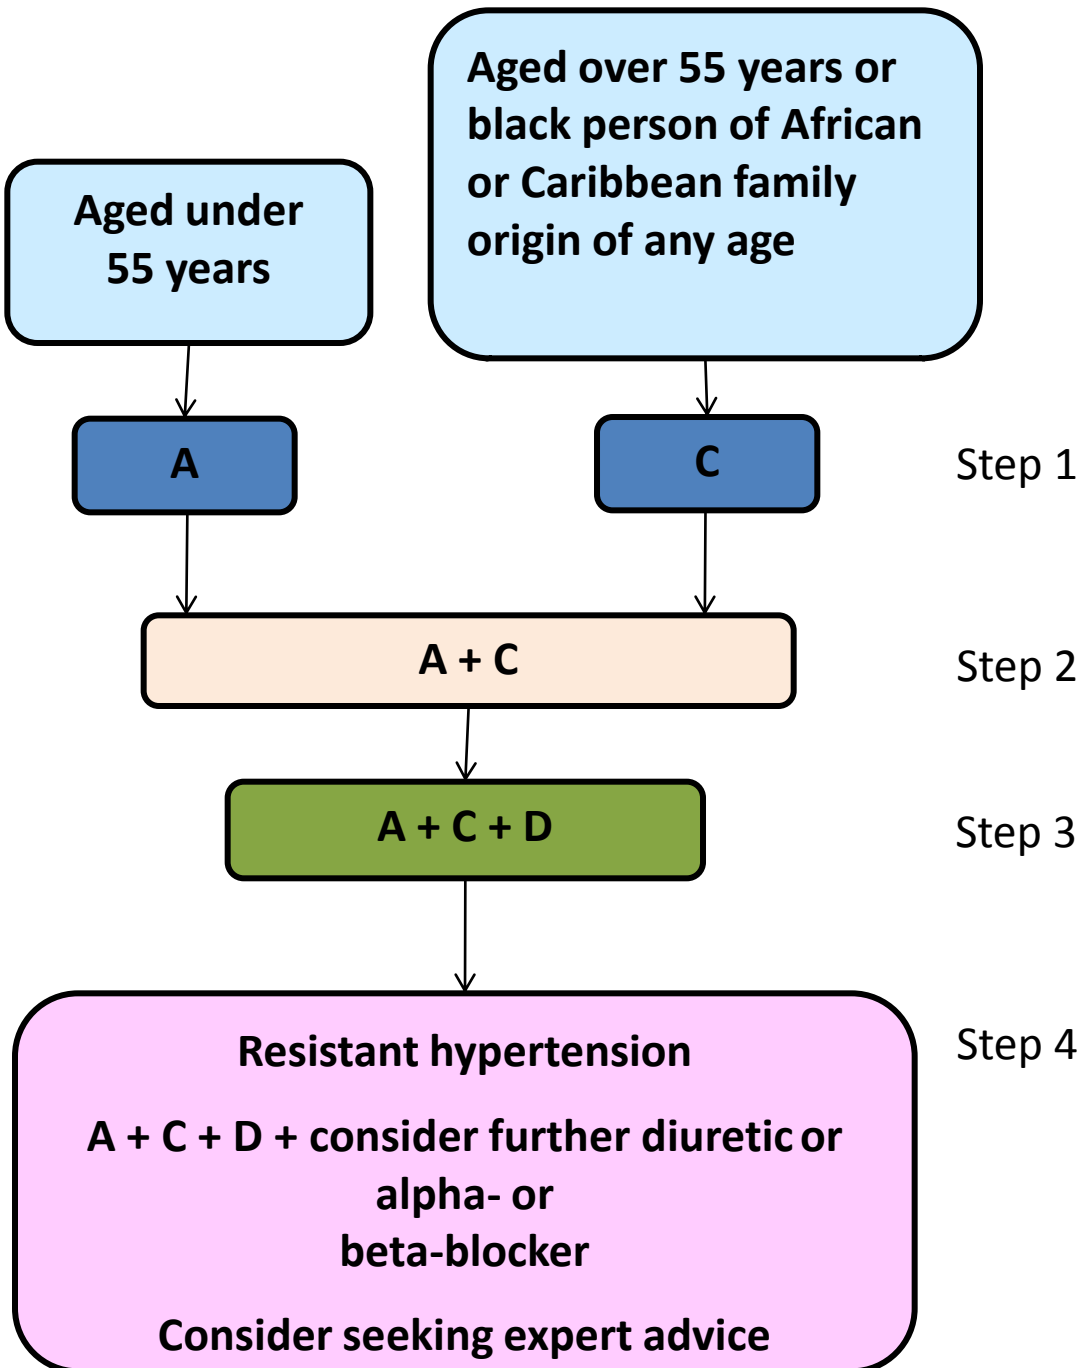 Aged under
55 years
Aged over 55 years or
black person of African
or Caribbean family
origin of any age
A
C
Step 1
A + C
Step 2
A + C + D
Step 3
Resistant hypertension
Step 4
A + C + D + consider further diuretic or
alpha- or
beta-blocker
Consider seeking expert advice